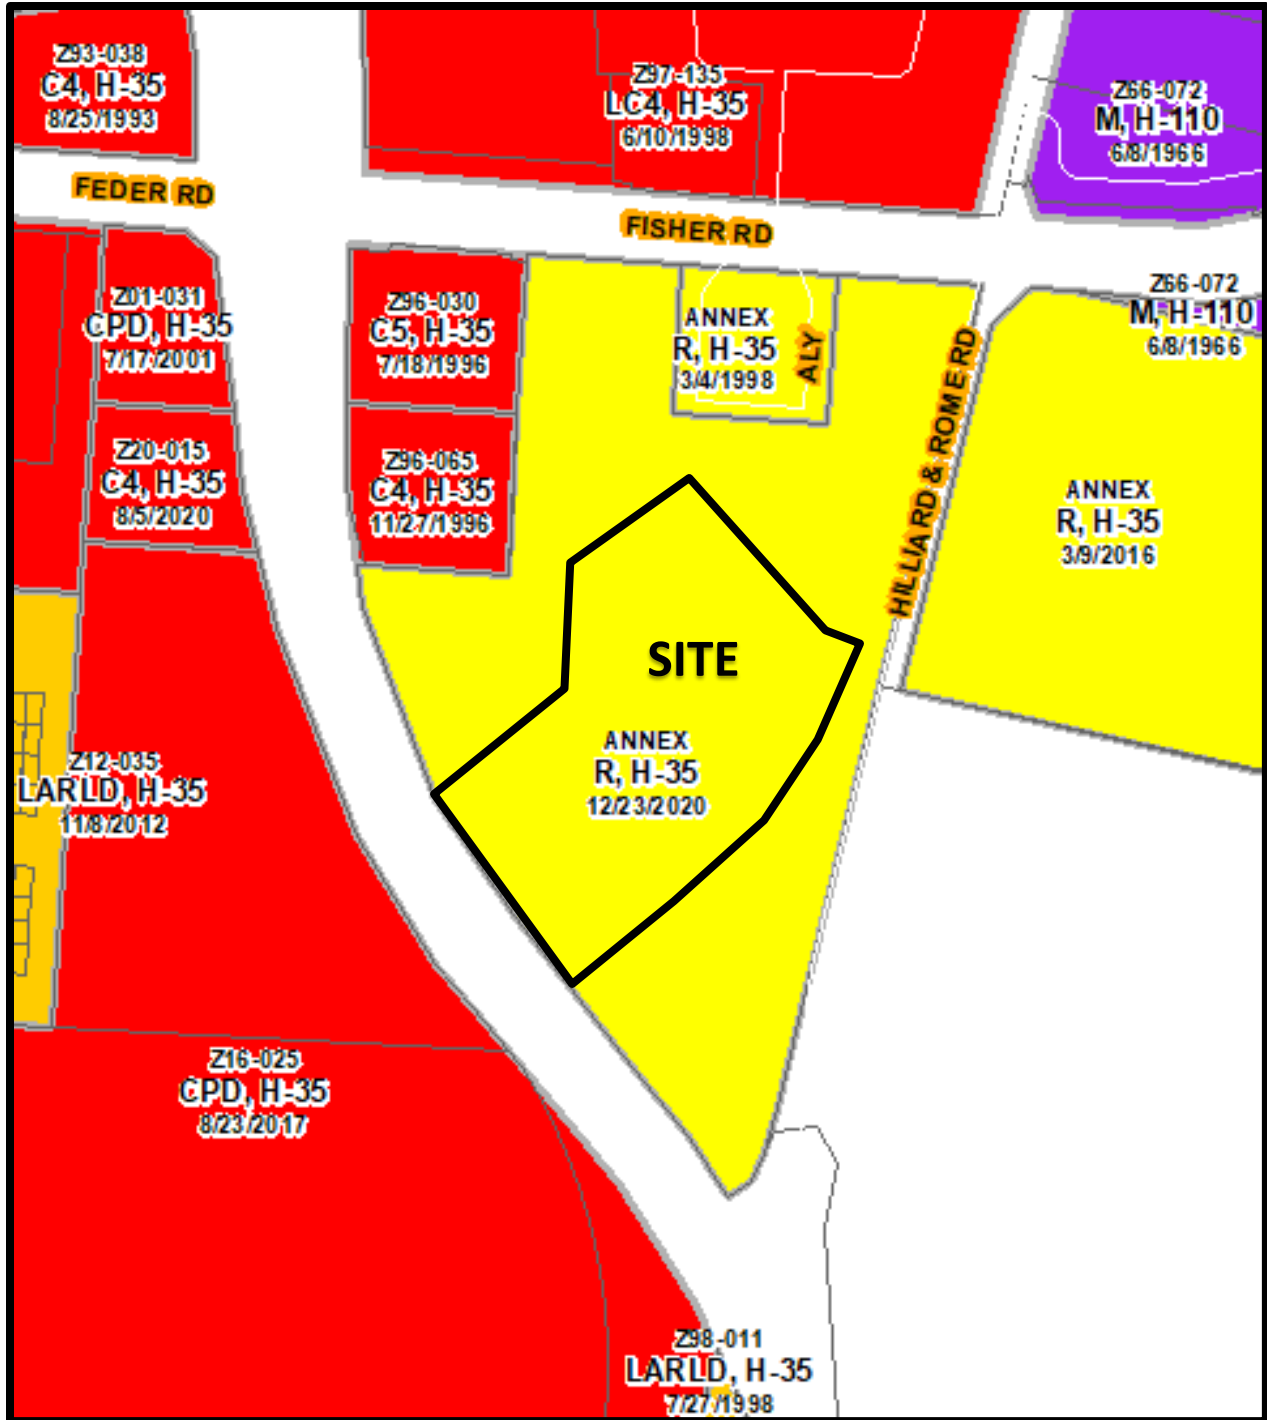 Z93-038
C4, H-35
8/25/1993
Z97-135
LC4, H-35
6/10/1998
Z66-072
M, H-110
6/8/1966
FEDER RD
FISHER RD
Z01-031
CPD, H-35
7/17/2001
Z96-030
C5, H-35
7/18/1996
ANNEX
R, H-35
3/4/1998
ALY
Z66-072
M, H-110
6/8/1966
HILLIARD & ROME RD
Z20-015
C4, H-35
8/5/2020
Z96-065
C4, H-35
11/27/1996
ANNEX
R, H-35
3/9/2016
SITE
ANNEX
R, H-35
12/23/2020
Z12-035
LARLD, H-35
11/8/2012
Z16-025
CPD, H-35
8/23/2017
Z98-011
LARLD, H-35
7/27/1998